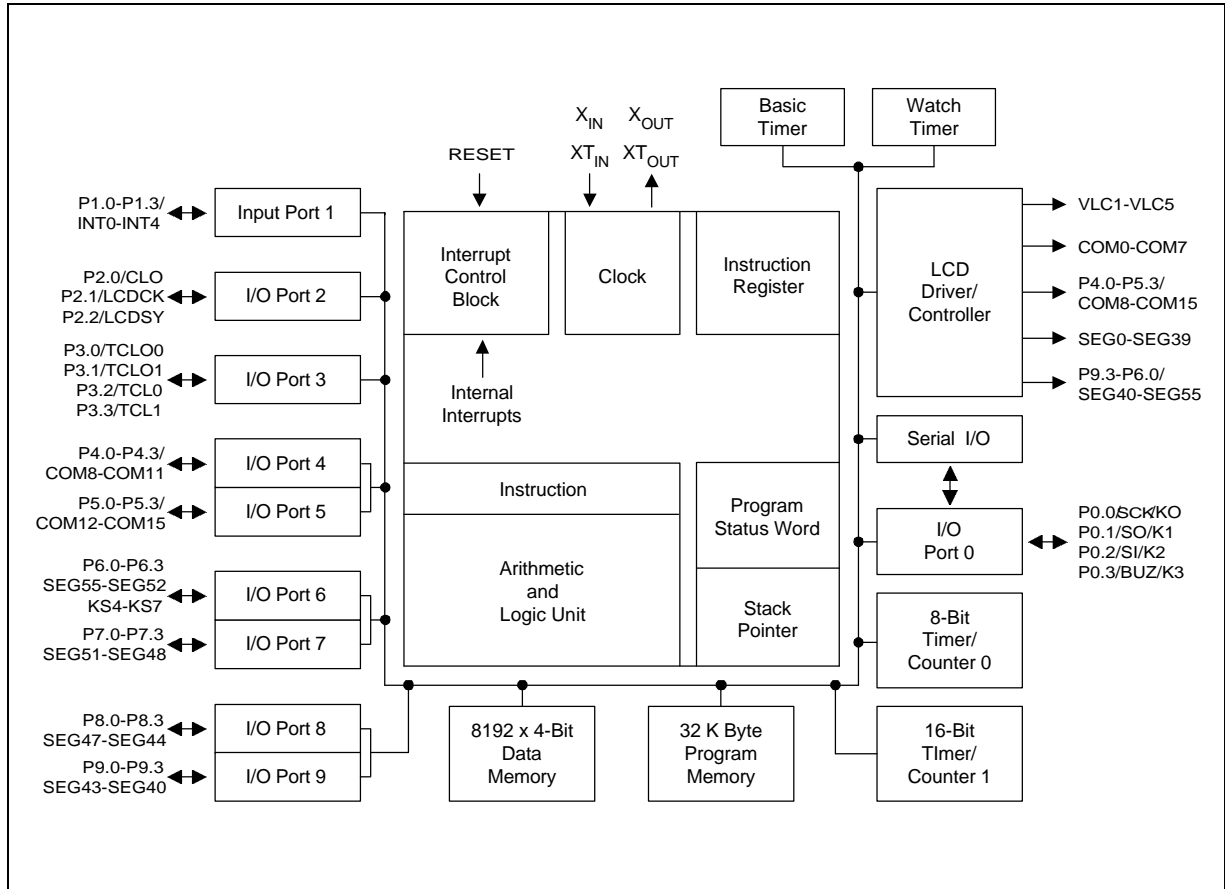 Basic
Timer
Watch
Timer
XIN
XOUT
XTIN
XTOUT
RESET
P1.0-P1.3/
INT0-INT4
Input Port 1
P2.0/CLO
P2.1/LCDCK
P2.2/LCDSY
I/O Port 2
P3.0/TCLO0
P3.1/TCLO1
P3.2/TCL0
P3.3/TCL1
I/O Port 3
P4.0-P4.3/
COM8-COM11
I/O Port 4
P5.0-P5.3/
COM12-COM15
I/O Port 5
P6.0-P6.3
SEG55-SEG52
KS4-KS7
I/O Port 6
P7.0-P7.3
SEG51-SEG48
I/O Port 7
P8.0-P8.3
SEG47-SEG44
I/O Port 8
P9.0-P9.3
SEG43-SEG40
I/O Port 9
Interrupt
Control
Block
Clock
Instruction
Register
Internal
Interrupts
Instruction
Arithmetic
and
Logic Unit
Program
Status Word
Stack
Pointer
8192 x 4-Bit
Data
Memory
32 K Byte
Program
Memory
LCD
Driver/
Controller
VLC1-VLC5
COM0-COM7
P4.0-P5.3/
COM8-COM15
SEG0-SEG39
P9.3-P6.0/
SEG40-SEG55
Serial I/O
I/O
Port 0
P0.0/SCK/KO
P0.1/SO/K1
P0.2/SI/K2
P0.3/BUZ/K3
8-Bit
Timer/
Counter 0
16-Bit
TImer/
Counter 1